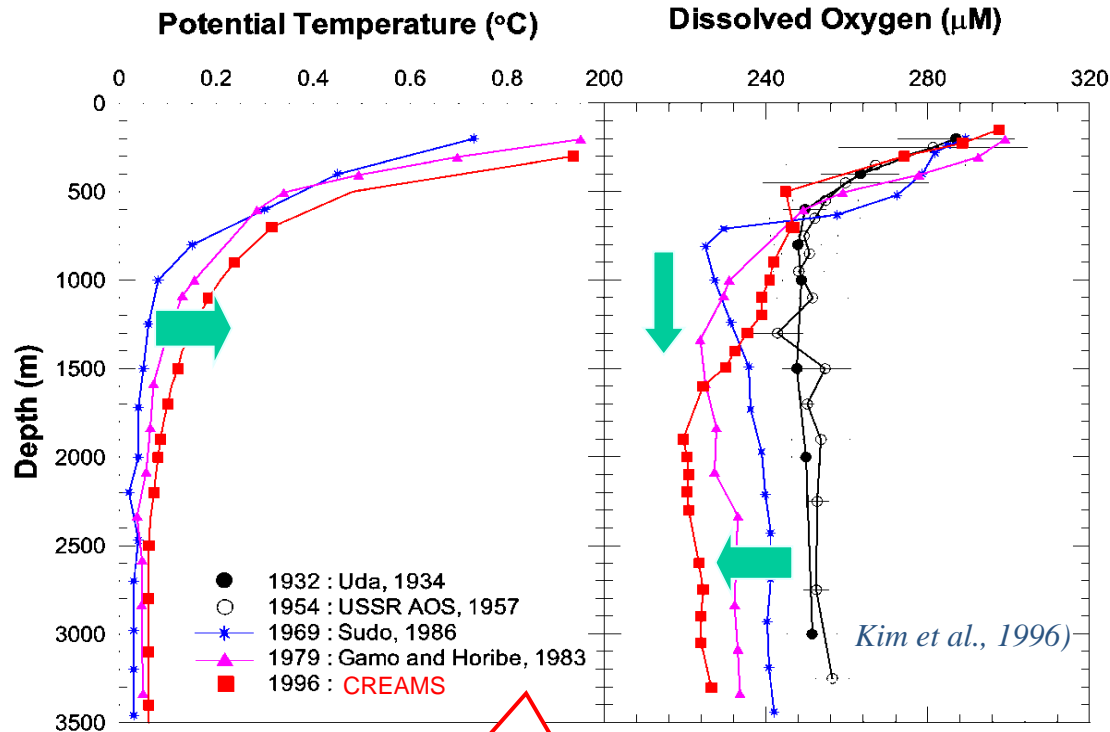 Potential Temperature (°C)
Dissolved Oxygen (µM)
0 0.2 0.4 0.6 0.8 200 240 280 320
0
500
1000
1500
2000
2500
3000
3500
Depth (m)
1932 : Uda, 1934
1954 : USSR AOS, 1957
1969 : Sudo, 1986
1979 : Gamo and Horibe, 1983
1996 : CREAMS
Kim et al., 1996)